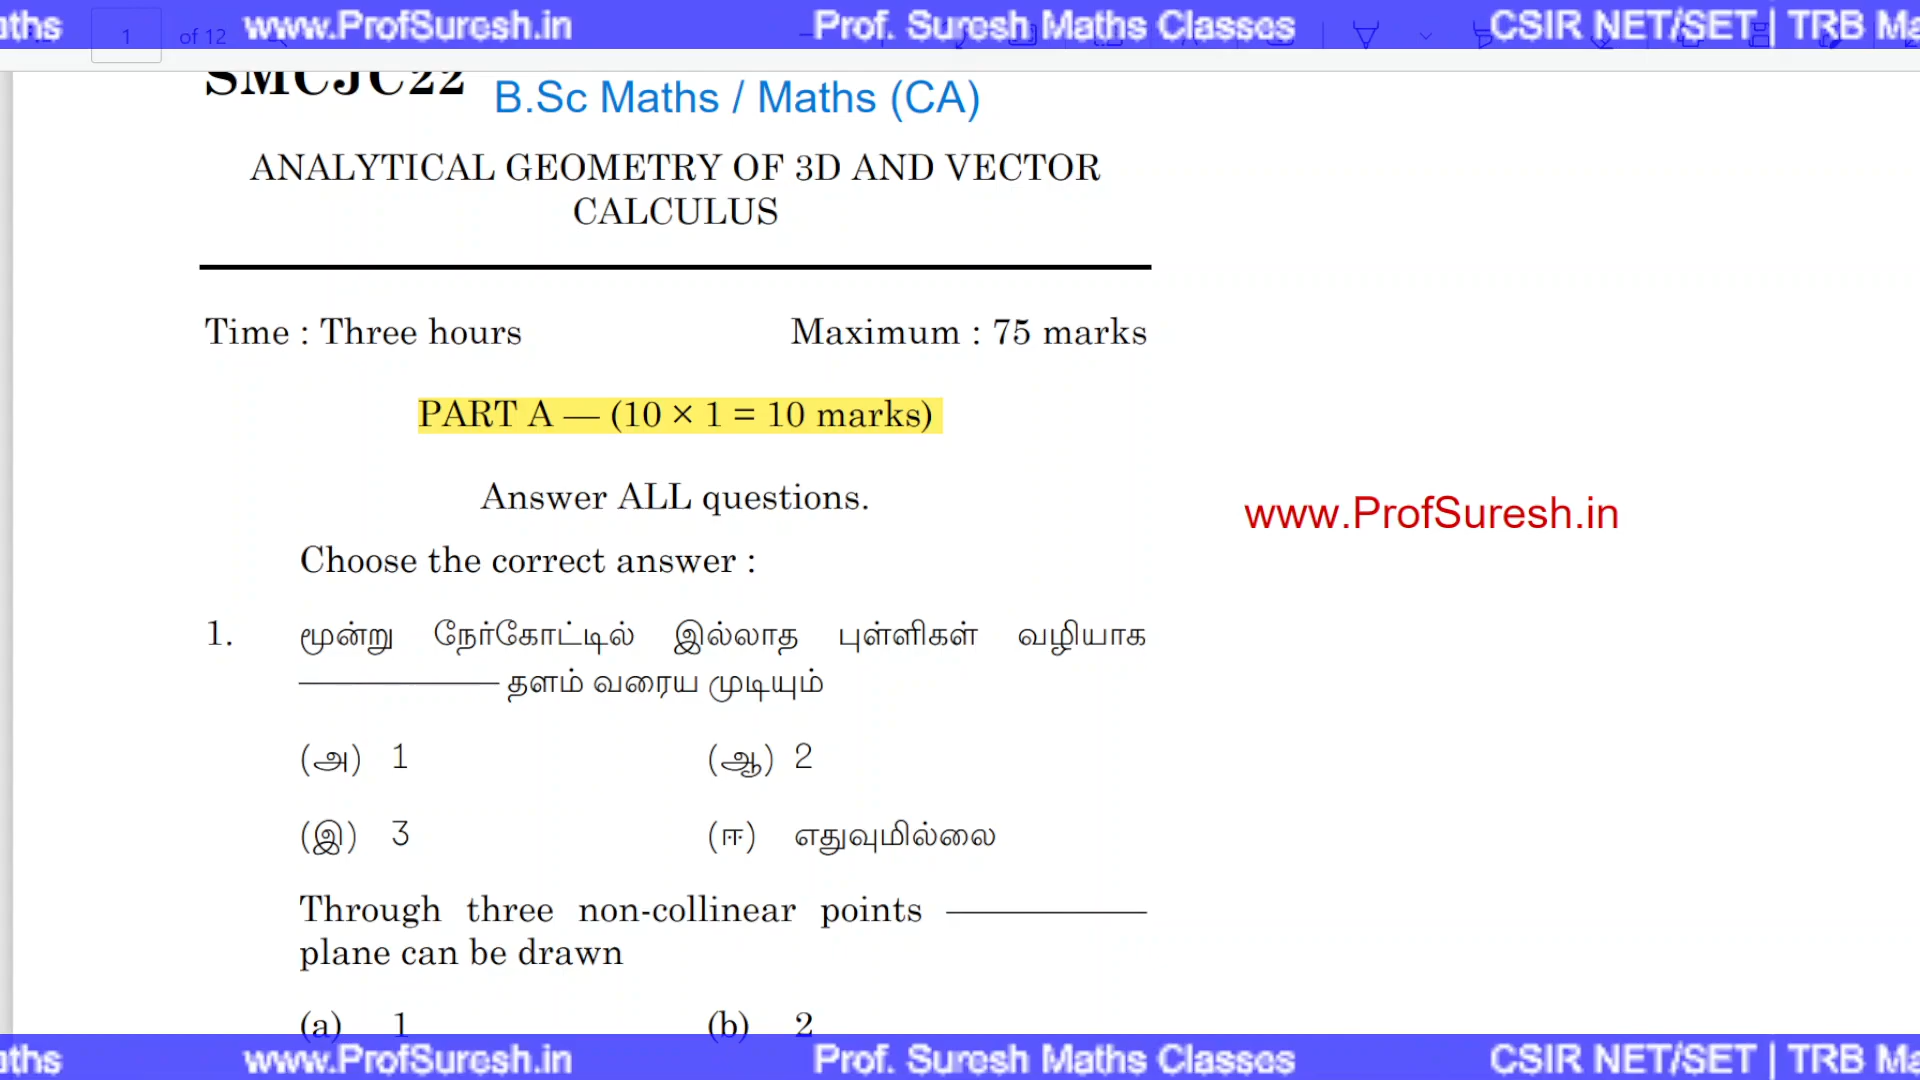 aths www.ProfSuresh.in Prof. Suresh Maths Classes CSIR NET/SET | TRB Ma
1 of 12
SMCJC22 B.Sc Maths / Maths (CA)
ANALYTICAL GEOMETRY OF 3D AND VECTOR
CALCULUS
Time : Three hours Maximum : 75 marks
PART A — (10 × 1 = 10 marks)
Answer ALL questions.
www.ProfSuresh.in
Choose the correct answer :
1. மூன்று நேர்கோட்டில் இல்லாத புள்ளிகள் வழியாக
——— தளம் வரைய முடியும்
(அ) 1 (ஆ) 2
(இ) 3 (ஈ) எதுவுமில்லை
Through three non-collinear points ———
plane can be drawn
(a) 1 (b) 2
aths www.ProfSuresh.in Prof. Suresh Maths Classes CSIR NET/SET | TRB Ma